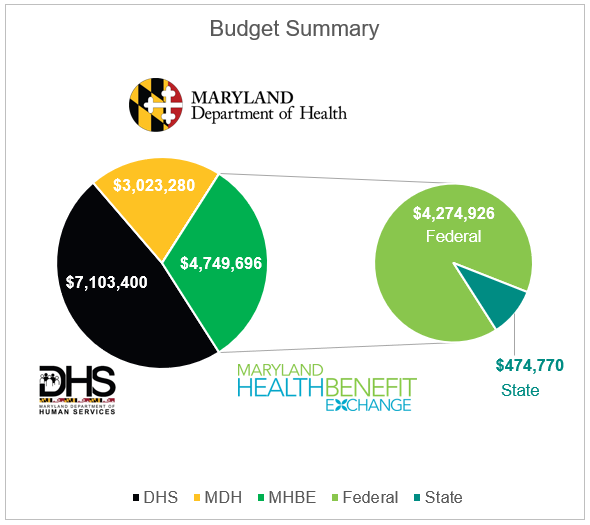 Budget Summary
MARYLAND
Department of Health
$3,023,280
$4,749,696
$7,103,400
$4,274,926
Federal
$474,770
State
DHS
MARYLAND DEPARTMENT OF
HUMAN SERVICES
MARYLAND
HEALTHBENEFIT
EXCHANGE
DHS MDH MHBE Federal State